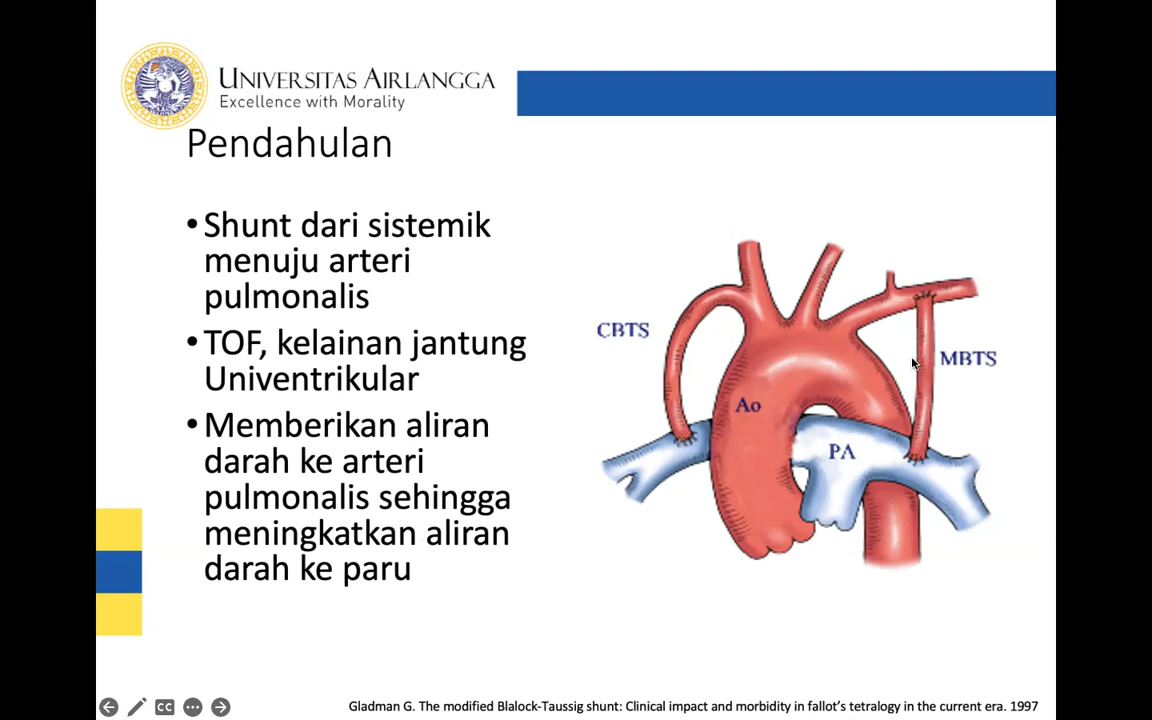 UNIVERSITAS AIRLANGGA
Excellence with Morality
Pendahulan
•Shunt dari sistemik
menuju arteri
pulmonalis
•TOF, kelainan jantung
Univentrikular
•Memberikan aliran
darah ke arteri
pulmonalis sehingga
meningkatkan aliran
darah ke paru
CBTS
MBTS
Ao
PA
CC
Gladman G. The modified Blalock-Taussig shunt: Clinical impact and morbidity in fallot's tetralogy in the current era. 1997